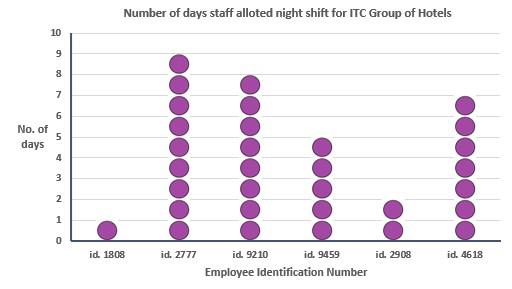 Number of days staff alloted night shift for ITC Group of Hotels
10
9
8
7
6
5
4
3
2
1
0
No. of
days
id. 1808 id. 2777 id. 9210 id. 9459 id. 2908 id. 4618
Employee Identification Number